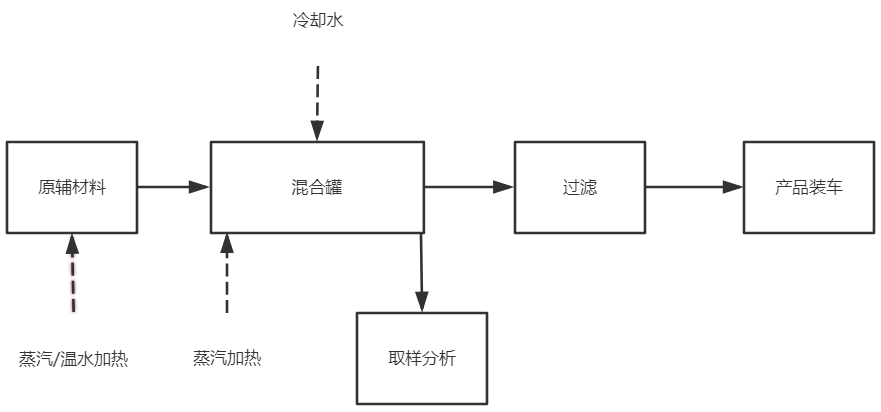 冷却水
原辅材料
混合罐
过滤
产品装车
蒸汽/温水加热
蒸汽加热
取样分析